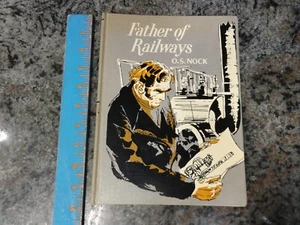 Father of
Railways
O.S. NOCK